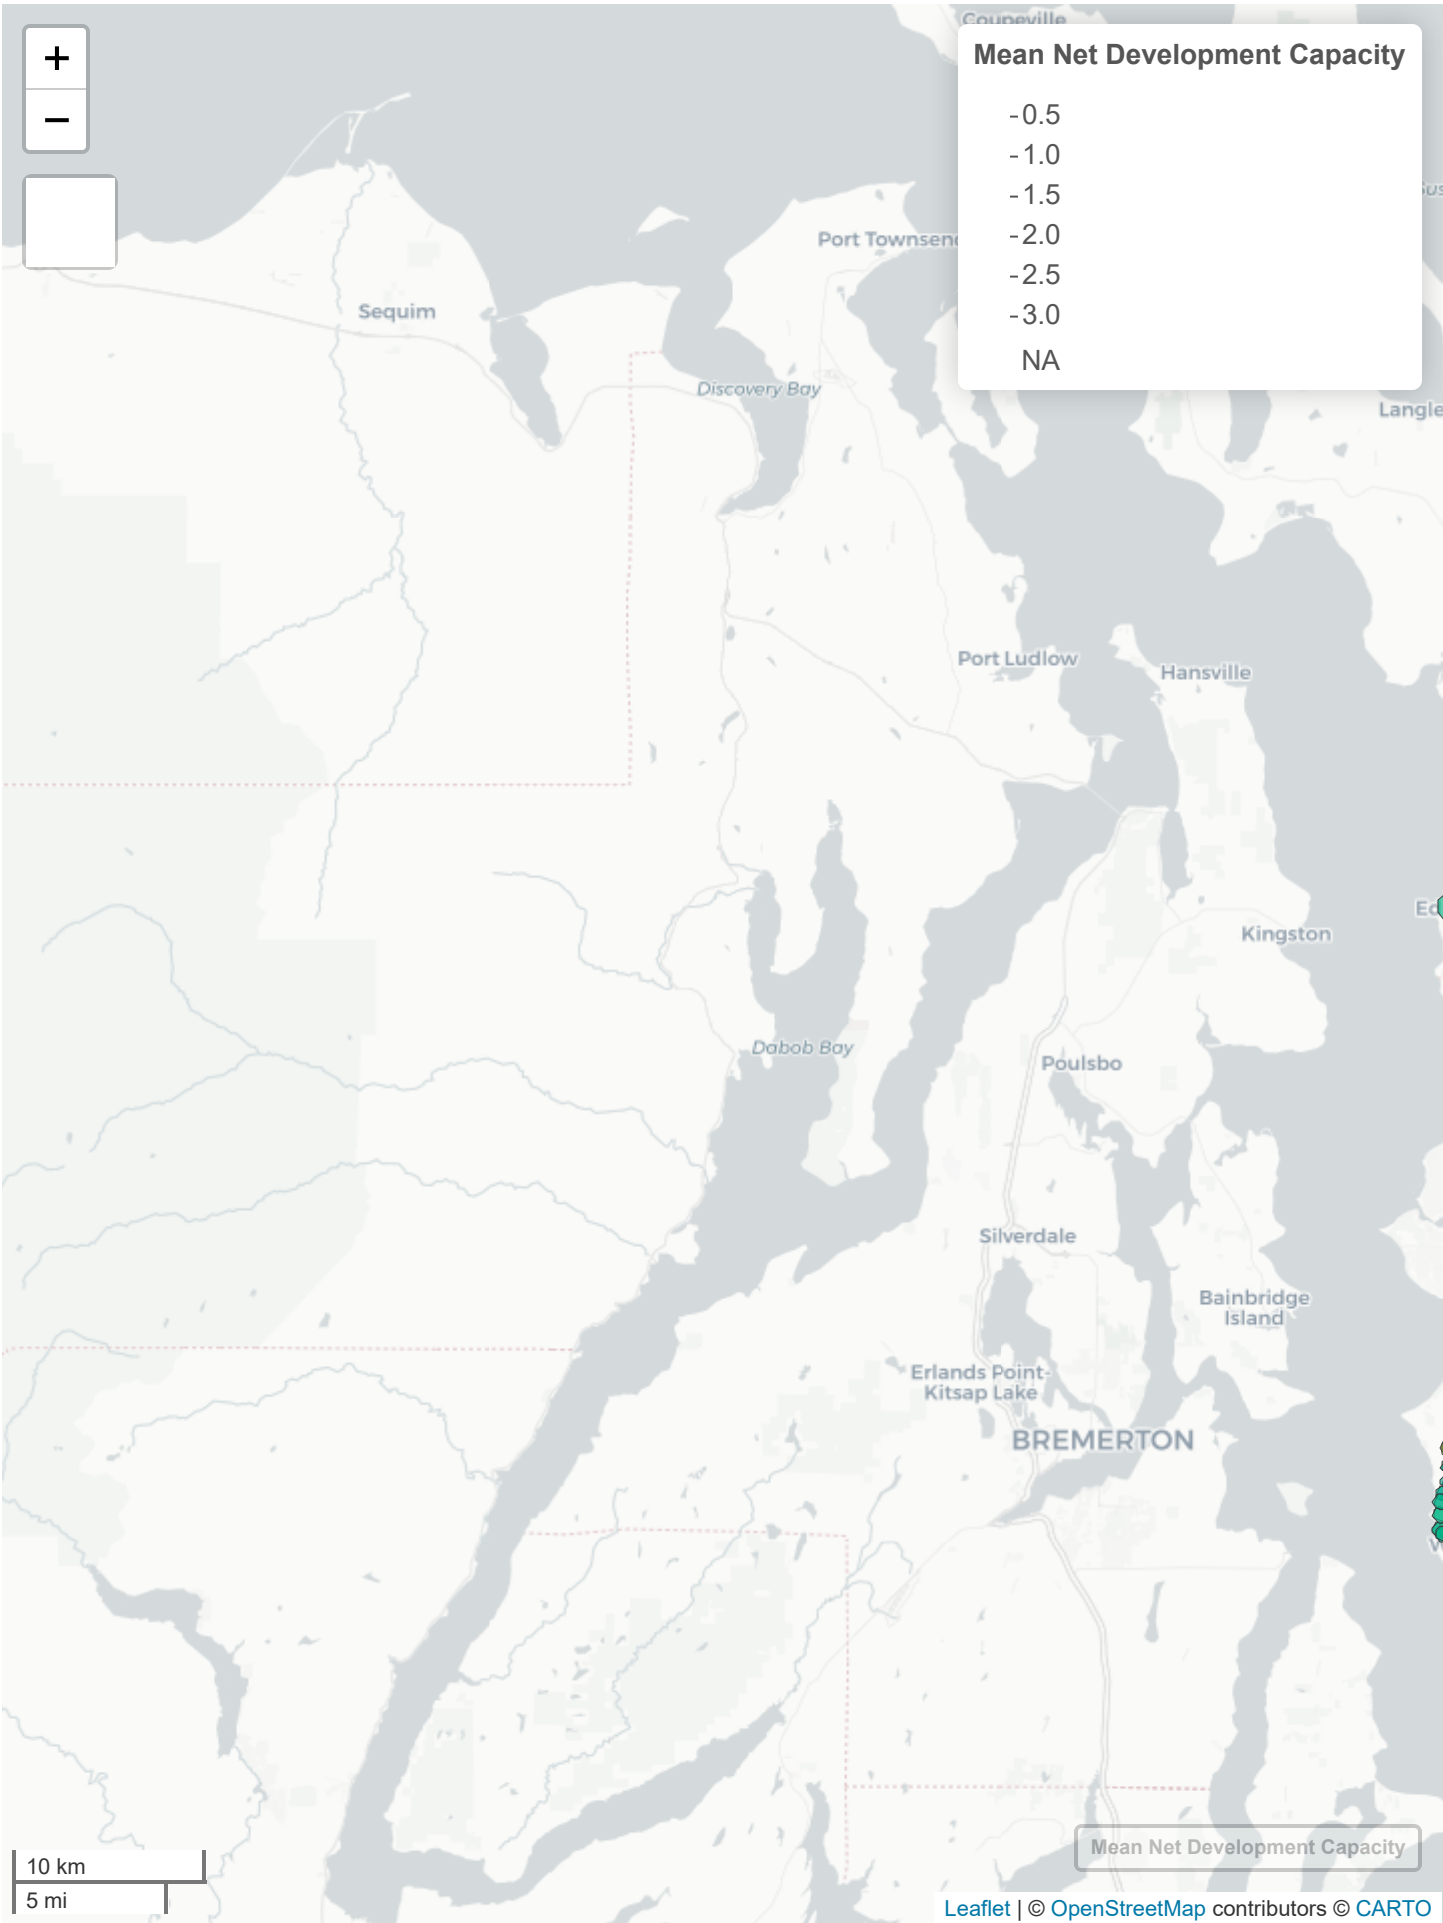 Coupeville
+
−
Mean Net Development Capacity
-0.5
-1.0
-1.5
-2.0
-2.5
-3.0
NA
Port Townsend
Sequim
Discovery Bay
Langle
Port Ludlow
Hansville
Ed
Kingston
Dabob Bay
Poulsbo
Silverdale
Bainbridge
Island
Erlands Point-
Kitsap Lake
BREMERTON
Mean Net Development Capacity
10 km
5 mi
Leaflet | © OpenStreetMap contributors © CARTO